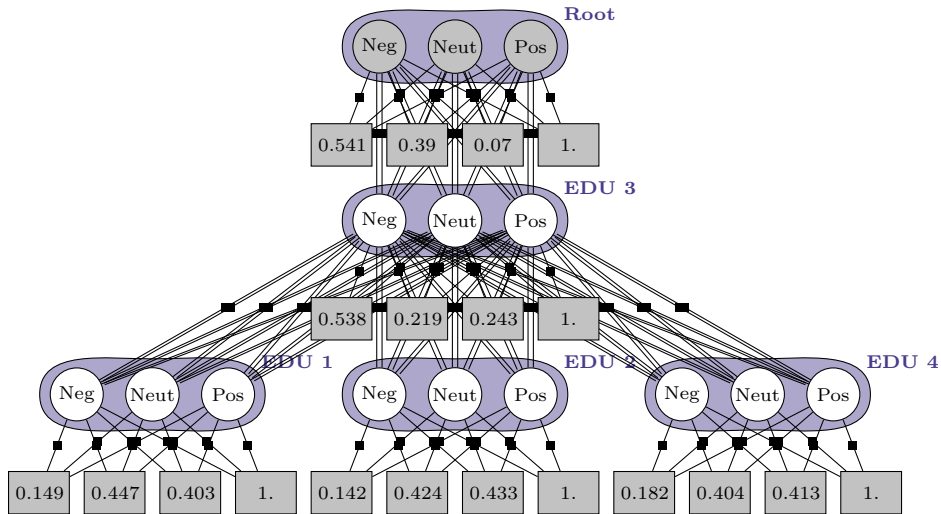 Root
Neg Neut Pos
0.541 0.39 0.07 1.
EDU 3
Neg Neut Pos
0.538 0.219 0.243 1.
EDU 1 EDU 2 EDU 4
Neg Neut Pos Neg Neut Pos Neg Neut Pos
0.149 0.447 0.403 1. 0.142 0.424 0.433 1. 0.182 0.404 0.413 1.